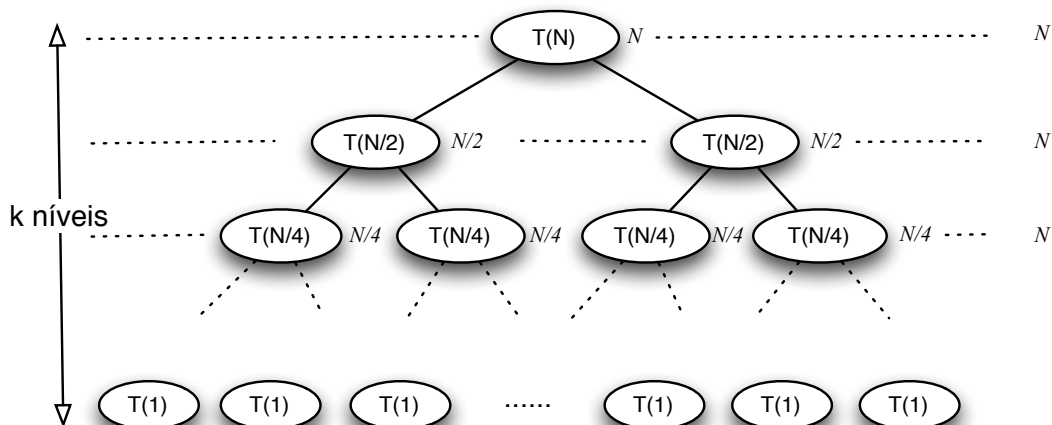 T(N) N N
T(N/2) N/2 T(N/2) N/2 N
k níveis
T(N/4) N/4 T(N/4) N/4 T(N/4) N/4 T(N/4) N/4 N
T(1) T(1) T(1) ...... T(1) T(1) T(1)